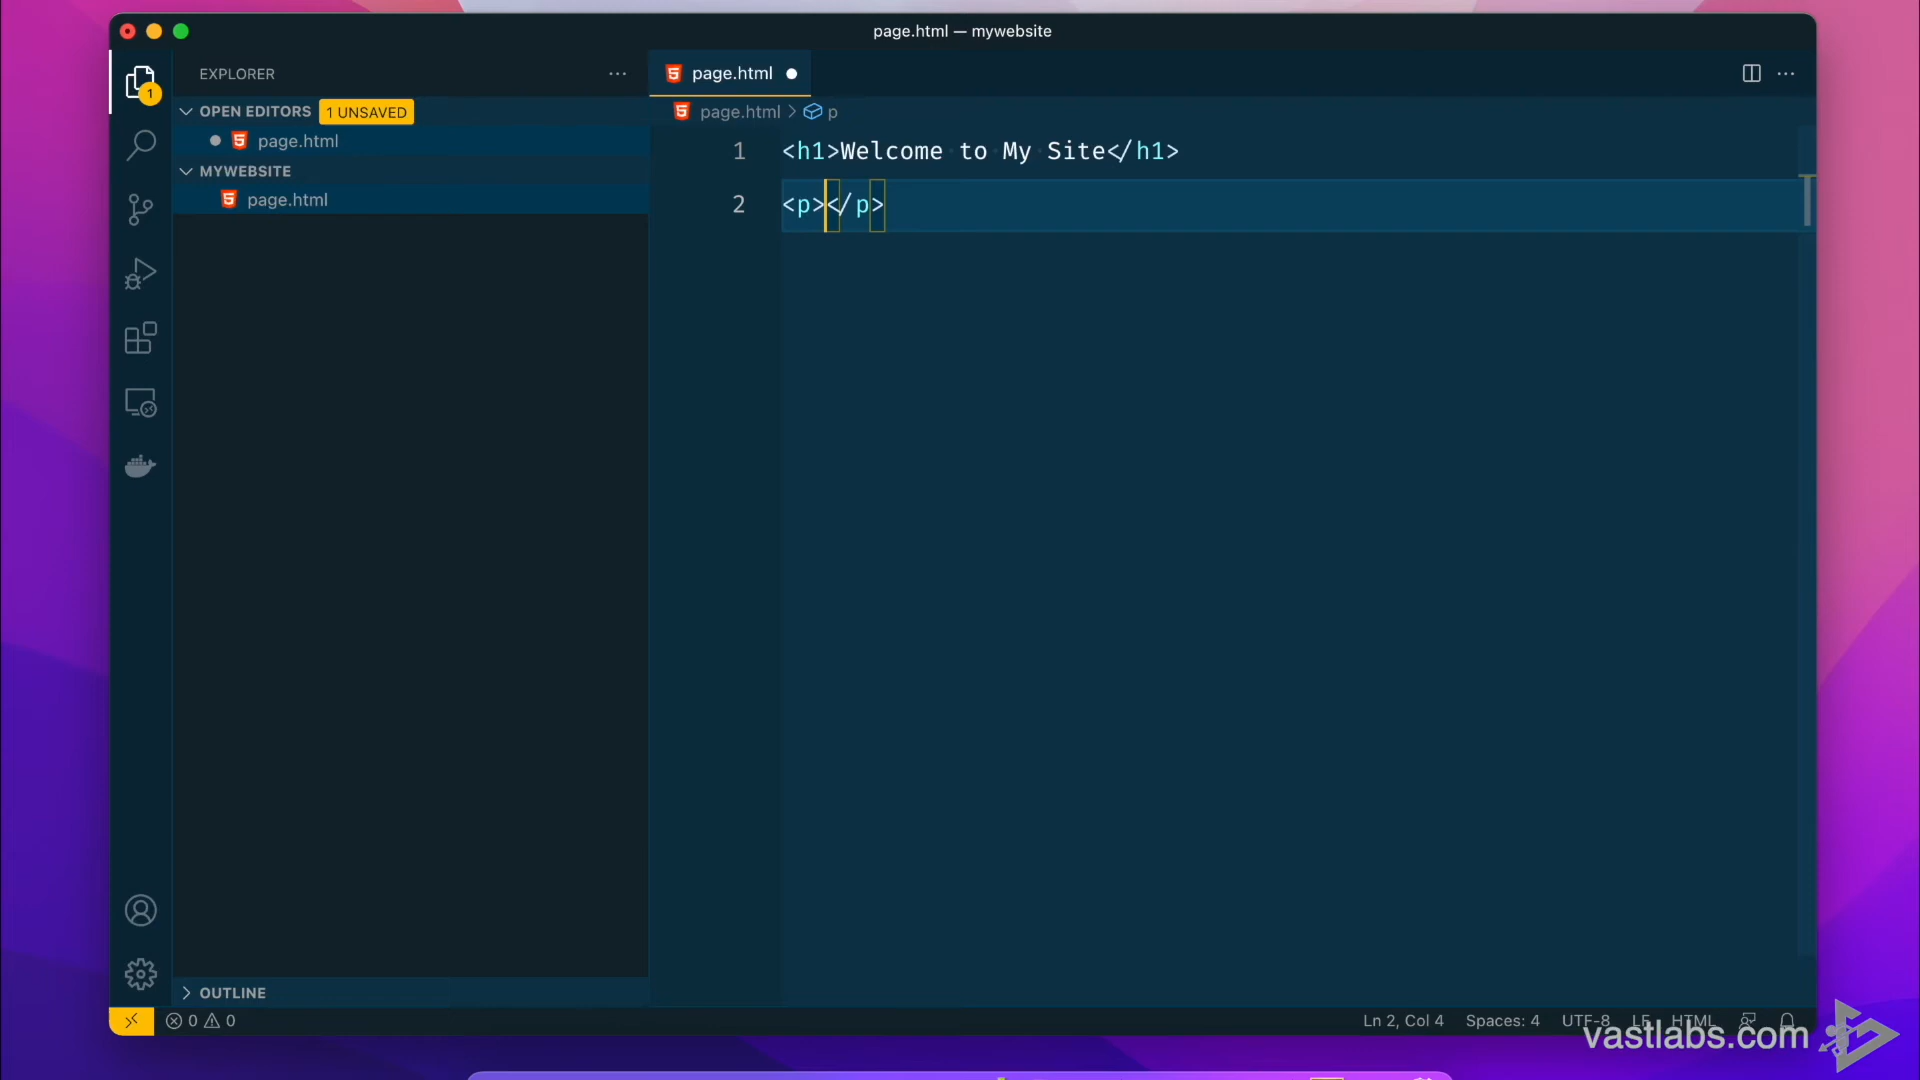 page.html — mywebsite
EXPLORER
page.html
OPEN EDITORS 1 UNSAVED
page.html > p
page.html
MYWEBSITE
page.html
1 <h1>Welcome to My Site</h1>
2 <p></p>
1
OUTLINE
0 0
Ln 2, Col 4 Spaces: 4 UTF-8 LF HTML
vastlabs.com